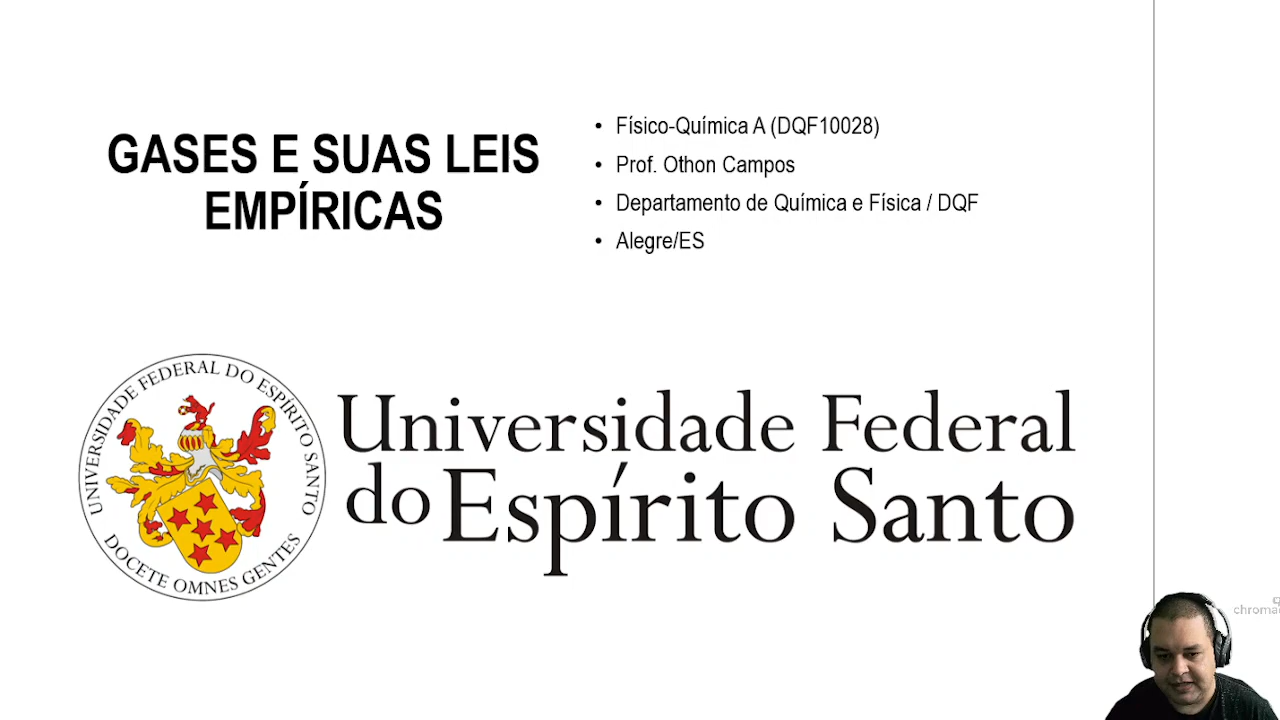 GASES E SUAS LEIS
EMPÍRICAS
• Físico-Química A (DQF10028)
• Prof. Othon Campos
• Departamento de Química e Física / DQF
• Alegre/ES
UNIVERSIDADE FEDERAL DO ESPÍRITO SANTO
DOCETE OMNES GENTES
Universidade Federal
do Espírito Santo